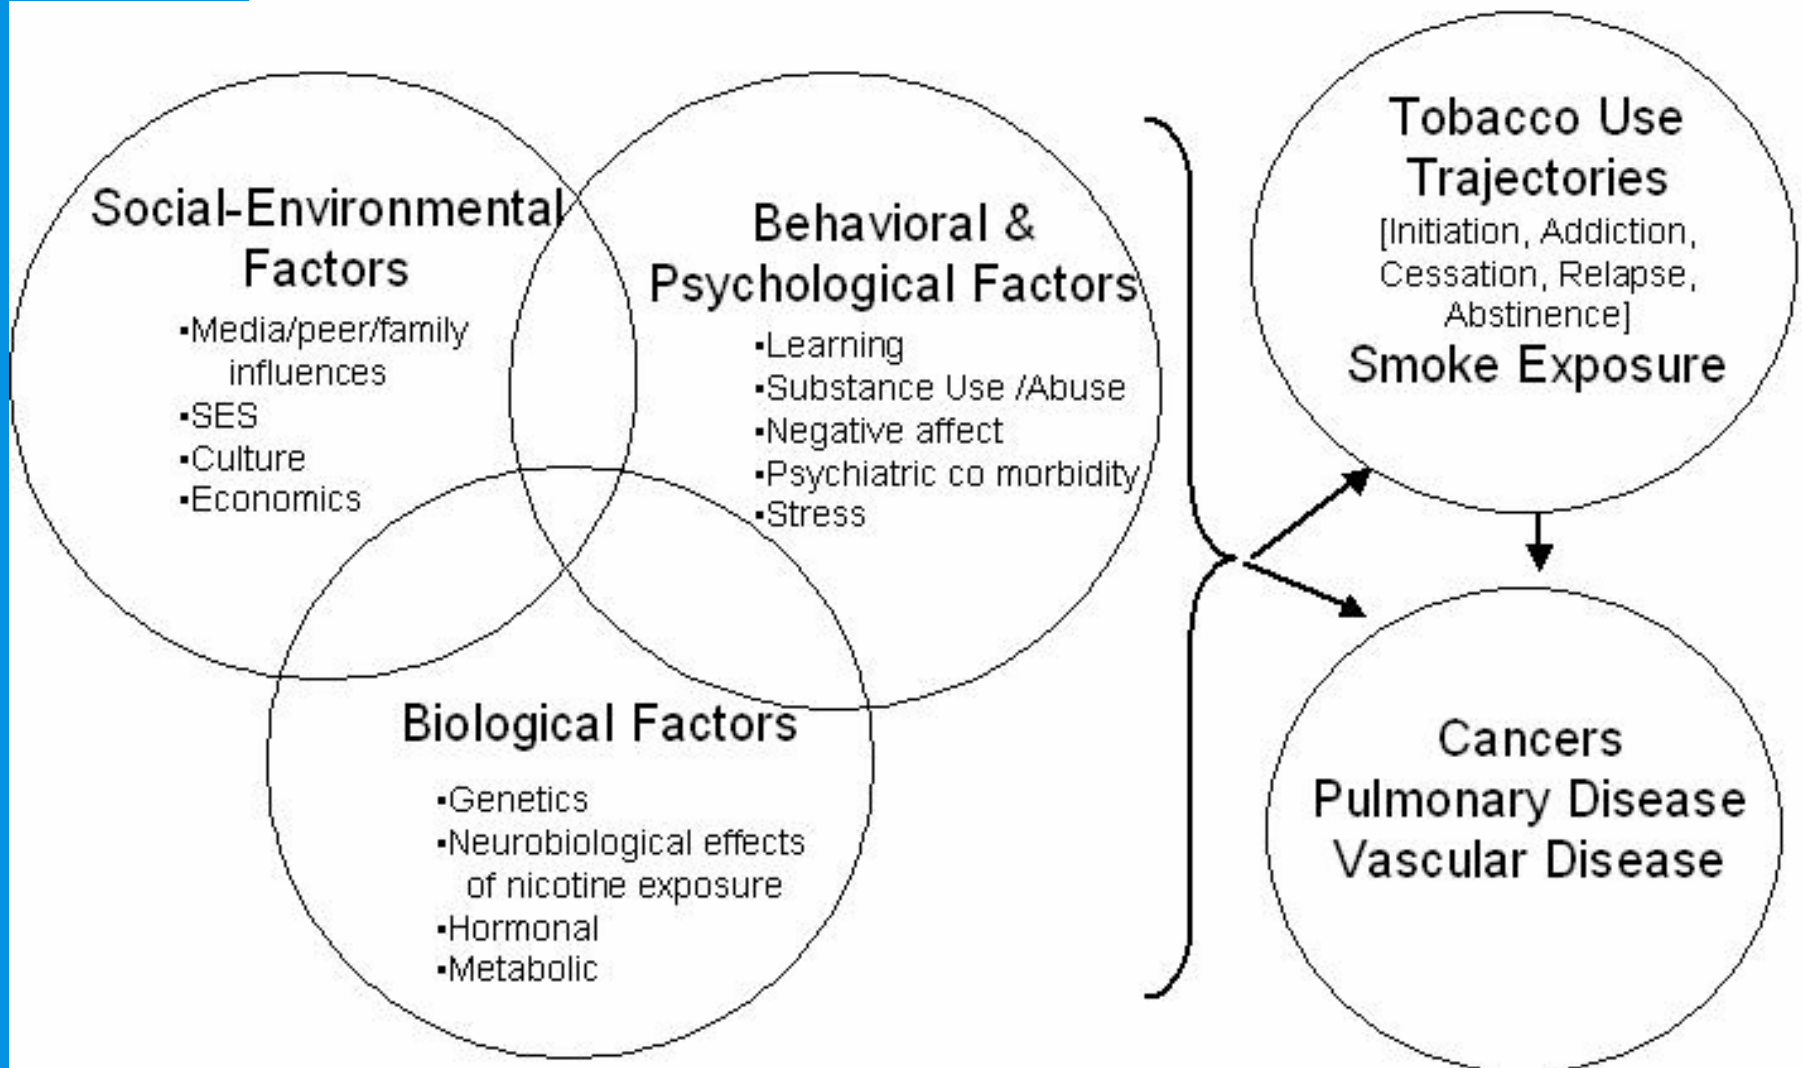 Social-Environmental
Factors
▪Media/peer/family
influences
▪SES
▪Culture
▪Economics
Behavioral &
Psychological Factors
▪Learning
▪Substance Use /Abuse
▪Negative affect
▪Psychiatric co morbidity
▪Stress
Biological Factors
▪Genetics
▪Neurobiological effects
of nicotine exposure
▪Hormonal
▪Metabolic
Tobacco Use
Trajectories
[Initiation, Addiction,
Cessation, Relapse,
Abstinence]
Smoke Exposure
Cancers
Pulmonary Disease
Vascular Disease